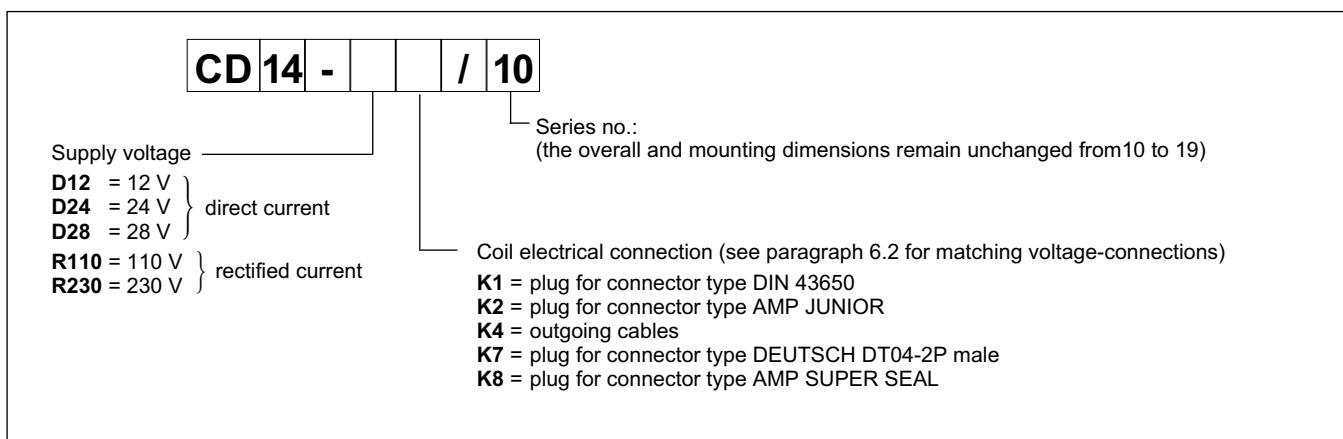 CD 14 - / 10
Series no.:
(the overall and mounting dimensions remain unchanged from10 to 19)
Supply voltage
D12 = 12 V
D24 = 24 V
D28 = 28 V
direct current
R110 = 110 V
R230 = 230 V
rectified current
Coil electrical connection (see paragraph 6.2 for matching voltage-connections)
K1 = plug for connector type DIN 43650
K2 = plug for connector type AMP JUNIOR
K4 = outgoing cables
K7 = plug for connector type DEUTSCH DT04-2P male
K8 = plug for connector type AMP SUPER SEAL